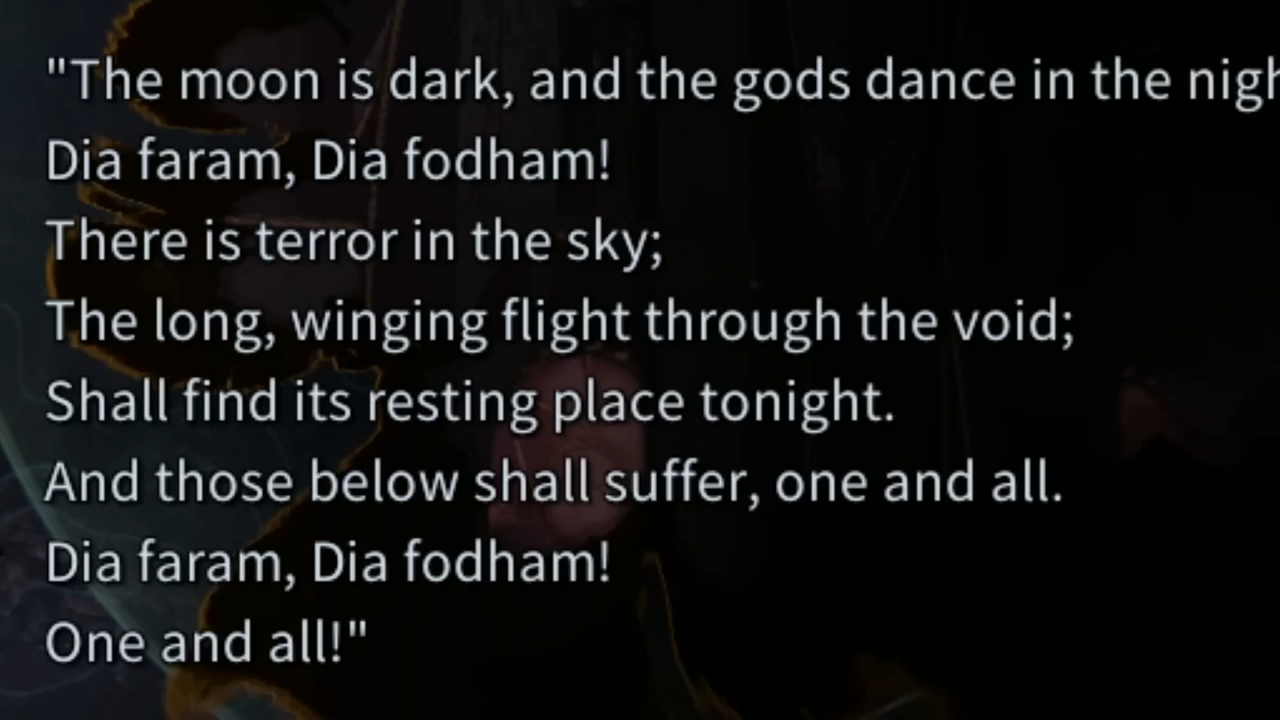 "The moon is dark, and the gods dance in the nigh
Dia faram, Dia fodham!
There is terror in the sky;
The long, winging flight through the void;
Shall find its resting place tonight.
And those below shall suffer, one and all.
Dia faram, Dia fodham!
One and all!"